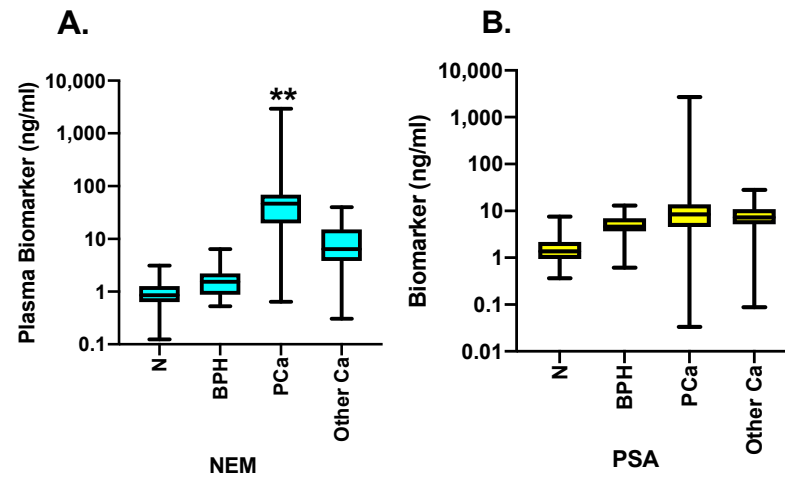 A.
Plasma Biomarker (ng/ml)
10,000
1,000
100
10
1
0.1
**
N
BPH
PCa
Other Ca
NEM
B.
Biomarker (ng/ml)
10,000
1,000
100
10
1
0.1
0.01
N
BPH
PCa
Other Ca
PSA